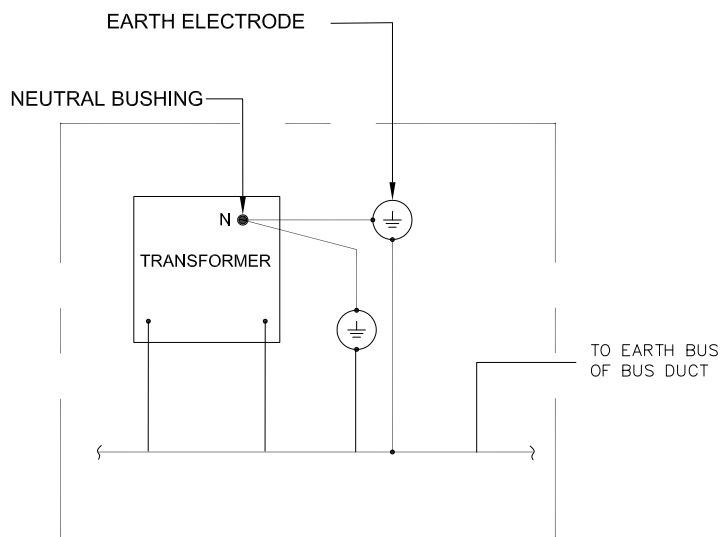 EARTH ELECTRODE
NEUTRAL BUSHING
N
TRANSFORMER
TO EARTH BUS
OF BUS DUCT